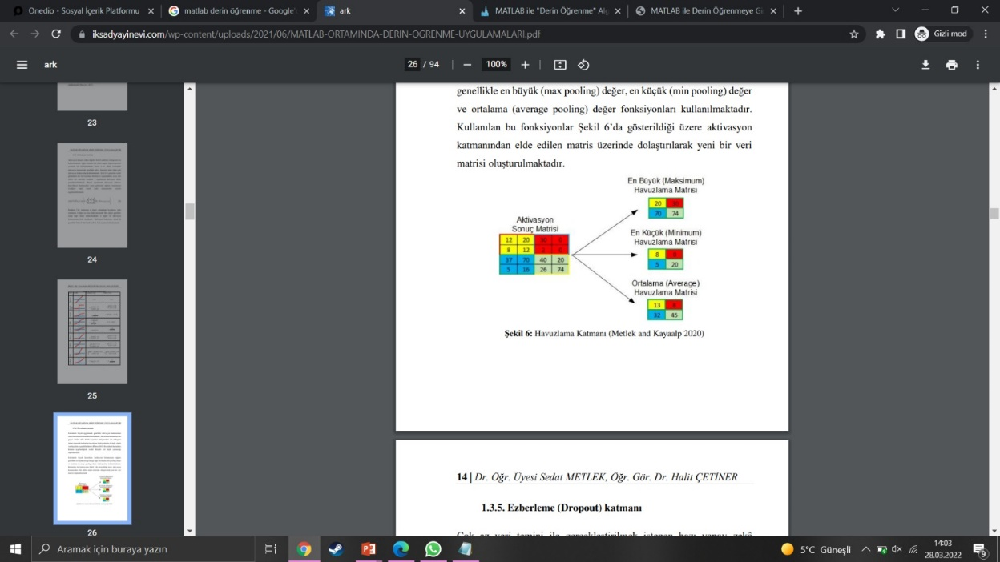 Onedio - Sosyal İçerik Platformu
matlab derin öğrenme - Google'
ark
MATLAB ile "Derin Öğrenme" Alg
MATLAB ile Derin Öğrenmeye Gi
iksadyayinevi.com/wp-content/uploads/2021/06/MATLAB-ORTAMINDA-DERIN-OGRENME-UYGULAMALARI.pdf
Gizli mod
ark
26 / 94
100%
23
24
25
26
genellikle en büyük (max pooling) değer, en küçük (min pooling) değer
ve ortalama (average pooling) değer fonksiyonları kullanılmaktadır.
Kullanılan bu fonksiyonlar Şekil 6'da gösterildiği üzere aktivasyon
katmanından elde edilen matris üzerinde dolaştırılarak yeni bir veri
matrisi oluşturulmaktadır.
Aktivasyon
Sonuç Matrisi
12 20 30 0
8 12
37 70 40 20
5 16 26 74
En Büyük (Maksimum)
Havuzlama Matrisi
20 30
70 74
En Küçük (Minimum)
Havuzlama Matrisi
8 0
5 20
Ortalama (Average)
Havuzlama Matrisi
13
32 45
Şekil 6: Havuzlama Katmanı (Metlek and Kayaalp 2020)
14 | Dr. Öğr. Üyesi Sedat METLEK, Öğr. Gör. Dr. Halit ÇETİNER
1.3.5. Ezberleme (Dropout) katmanı
Çok az veri temini ile gerçekleştirilmek istenen bazı yapay zekâ
Aramak için buraya yazın
5°C Güneşli
14:03
28.03.2022
9